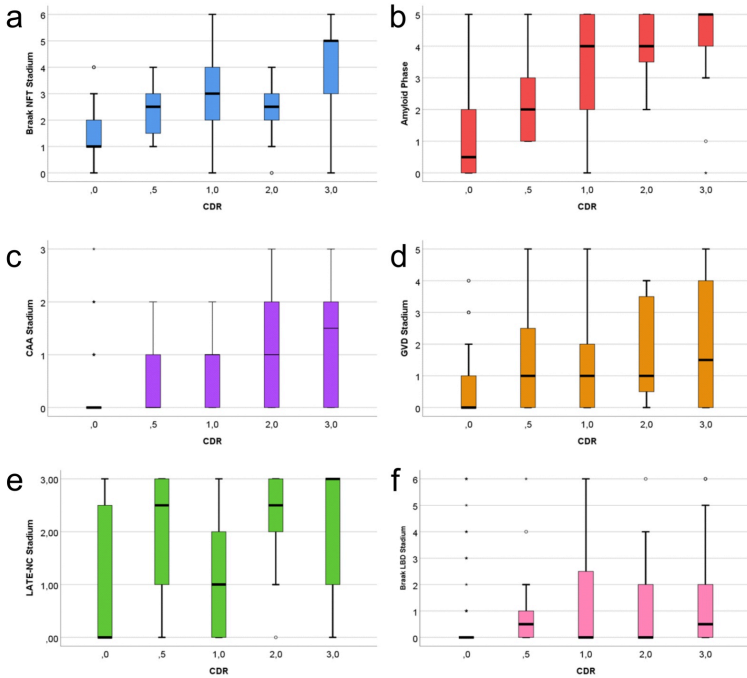 a
Braak NFT Stadium
6
5
4
3
2
1
0
,0 ,5 1,0 2,0 3,0
CDR
b
Amyloid Phase
5
4
3
2
1
0
,0 ,5 1,0 2,0 3,0
CDR
c
CAA Stadium
3
2
1
0
,0 ,5 1,0 2,0 3,0
CDR
d
GVD Stadium
5
4
3
2
1
0
,0 ,5 1,0 2,0 3,0
CDR
e
LATE-NC Stadium
3,00
2,00
1,00
,00
,0 ,5 1,0 2,0 3,0
CDR
f
Braak LBD Stadium
6
5
4
3
2
1
0
,0 ,5 1,0 2,0 3,0
CDR